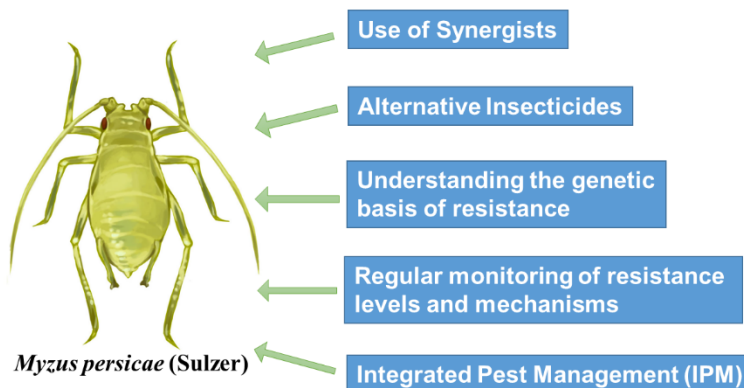 Use of Synergists
Alternative Insecticides
Understanding the genetic
basis of resistance
Regular monitoring of resistance
levels and mechanisms
Integrated Pest Management (IPM)
Myzus persicae (Sulzer)